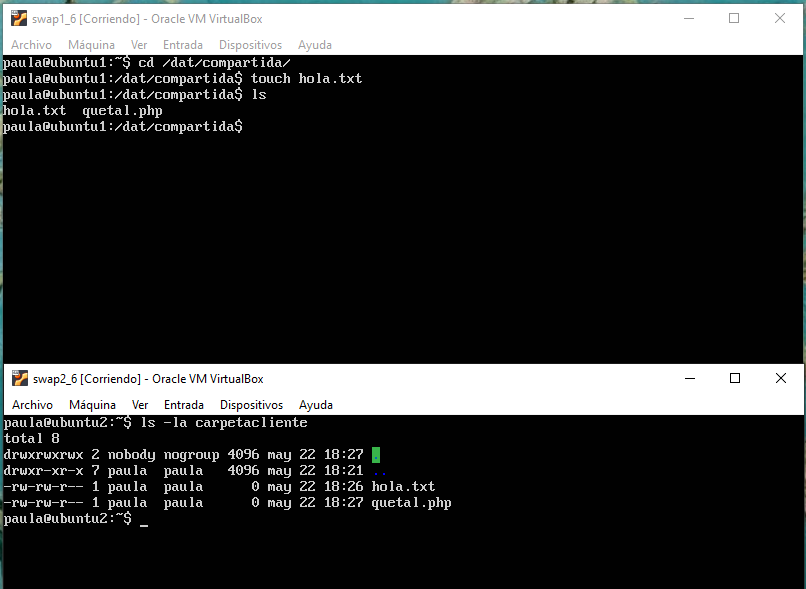 swap1_6 [Corriendo] - Oracle VM VirtualBox
Archivo Máquina Ver Entrada Dispositivos Ayuda
paula@ubuntu1:~$ cd /dat/compartida/
paula@ubuntu1:/dat/compartida$ touch hola.txt
paula@ubuntu1:/dat/compartida$ ls
hola.txt  quetal.php
paula@ubuntu1:/dat/compartida$
swap2_6 [Corriendo] - Oracle VM VirtualBox
Archivo Máquina Ver Entrada Dispositivos Ayuda
paula@ubuntu2:~$ ls -la carpetacliente
total 8
drwxrwxrwx 2 nobody nogroup 4096 may 22 18:27 .
drwxr-xr-x 7 paula  paula   4096 may 22 18:21 ..
-rw-rw-r-- 1 paula  paula      0 may 22 18:26 hola.txt
-rw-rw-r-- 1 paula  paula      0 may 22 18:27 quetal.php
paula@ubuntu2:~$ _